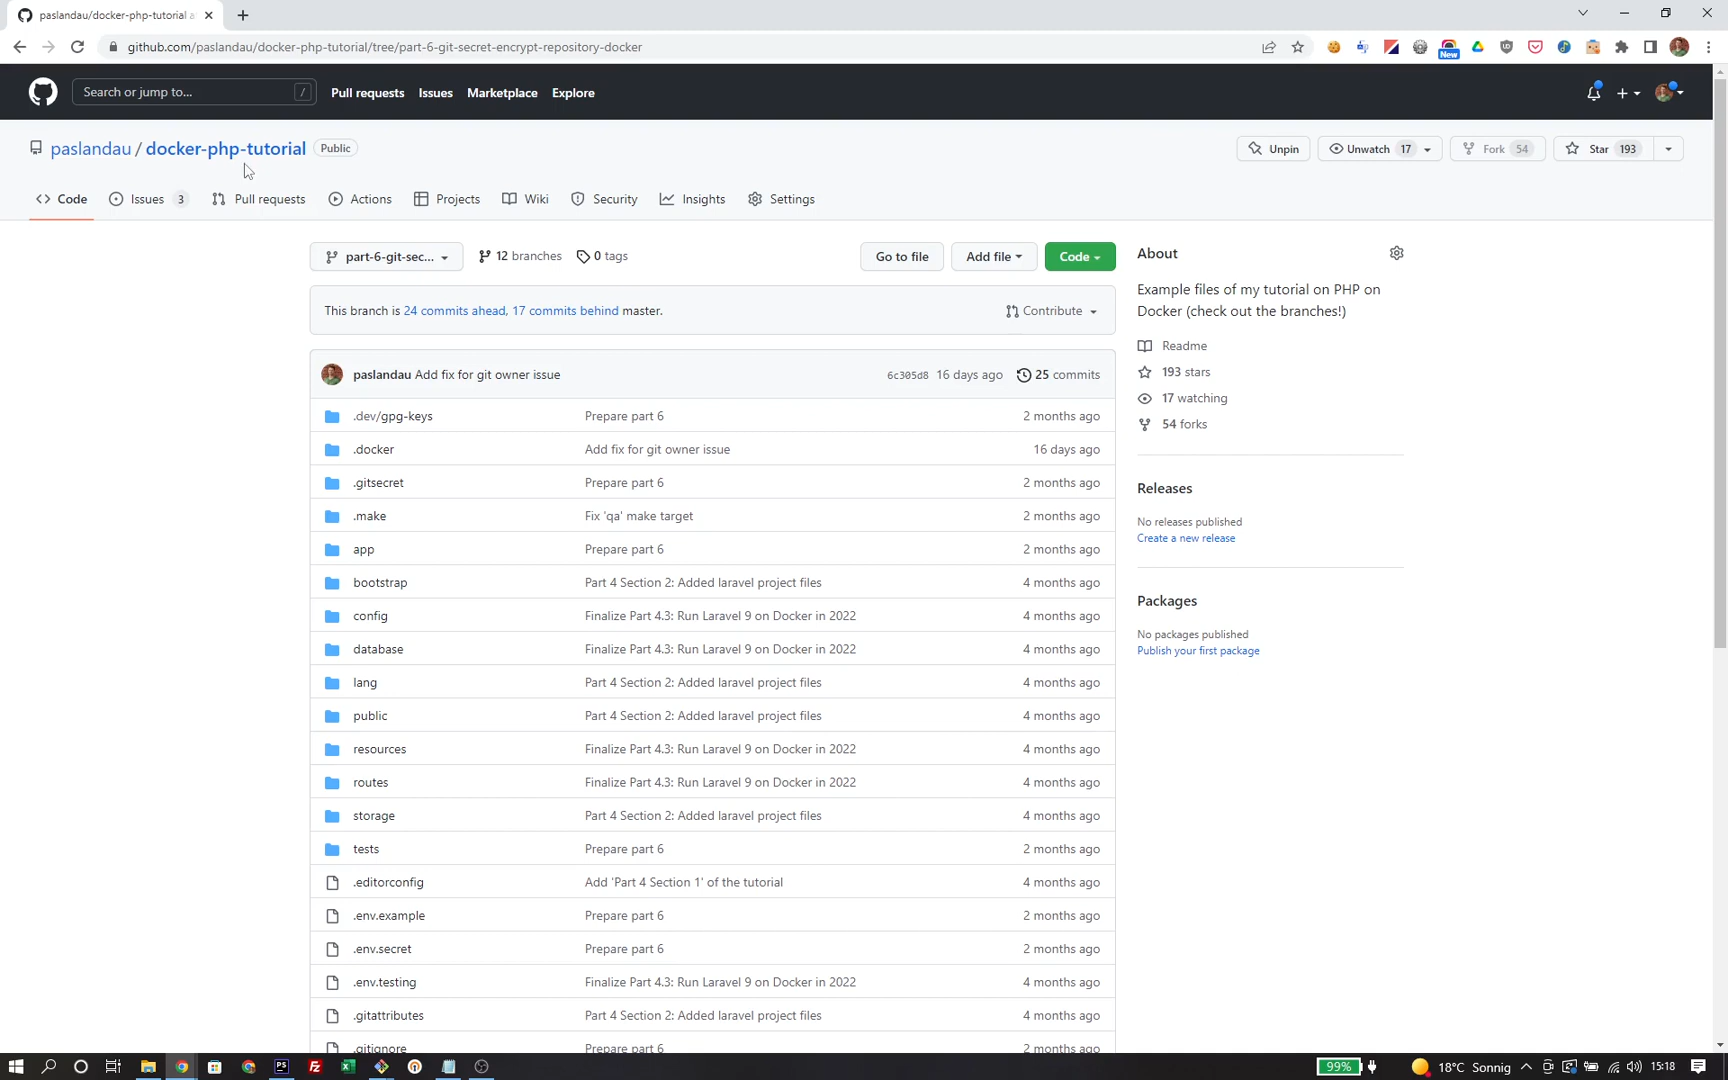 paslandau/docker-php-tutorial a
github.com/paslandau/docker-php-tutorial/tree/part-6-git-secret-encrypt-repository-docker
New
Search or jump to...
/
Pull requests
Issues
Marketplace
Explore
paslandau / docker-php-tutorial
Public
Unpin
Unwatch 17
Fork 54
Star 193
Code
Issues 3
Pull requests
Actions
Projects
Wiki
Security
Insights
Settings
part-6-git-sec...
12 branches
0 tags
Go to file
Add file
Code
This branch is 24 commits ahead, 17 commits behind master.
Contribute
paslandau Add fix for git owner issue
6c305d8 16 days ago
25 commits
.dev/gpg-keys Prepare part 6 2 months ago
.docker Add fix for git owner issue 16 days ago
.gitsecret Prepare part 6 2 months ago
.make Fix 'qa' make target 2 months ago
app Prepare part 6 2 months ago
bootstrap Part 4 Section 2: Added laravel project files 4 months ago
config Finalize Part 4.3: Run Laravel 9 on Docker in 2022 4 months ago
database Finalize Part 4.3: Run Laravel 9 on Docker in 2022 4 months ago
lang Part 4 Section 2: Added laravel project files 4 months ago
public Part 4 Section 2: Added laravel project files 4 months ago
resources Finalize Part 4.3: Run Laravel 9 on Docker in 2022 4 months ago
routes Finalize Part 4.3: Run Laravel 9 on Docker in 2022 4 months ago
storage Part 4 Section 2: Added laravel project files 4 months ago
tests Prepare part 6 2 months ago
.editorconfig Add 'Part 4 Section 1' of the tutorial 4 months ago
.env.example Prepare part 6 2 months ago
.env.secret Prepare part 6 2 months ago
.env.testing Finalize Part 4.3: Run Laravel 9 on Docker in 2022 4 months ago
.gitattributes Part 4 Section 2: Added laravel project files 4 months ago
.gitignore Prepare part 6 2 months ago
About
Example files of my tutorial on PHP on
Docker (check out the branches!)
Readme
193 stars
17 watching
54 forks
Releases
No releases published
Create a new release
Packages
No packages published
Publish your first package
PS
99%
18°C Sonnig
15:18